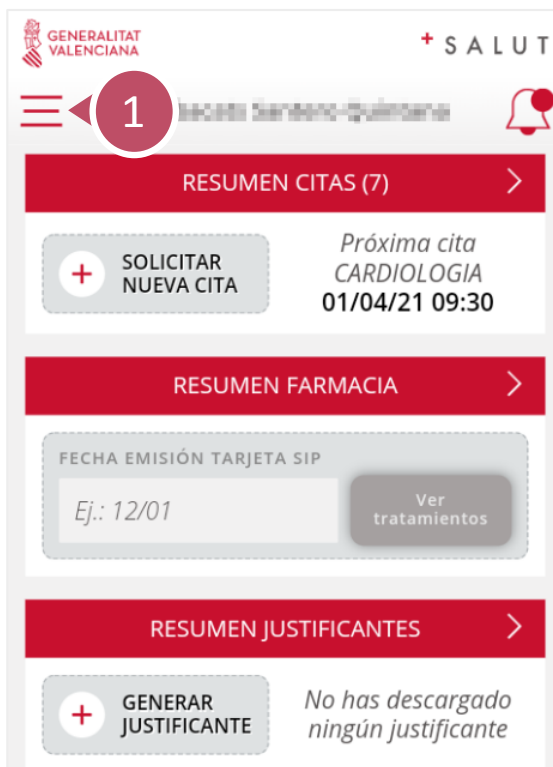 GENERALITAT
VALENCIANA
+ SALUT
1
RESUMEN CITAS (7)
SOLICITAR
NUEVA CITA
Próxima cita
CARDIOLOGIA
01/04/21 09:30
RESUMEN FARMACIA
FECHA EMISIÓN TARJETA SIP
Ej.: 12/01
Ver
tratamientos
RESUMEN JUSTIFICANTES
GENERAR
JUSTIFICANTE
No has descargado
ningún justificante